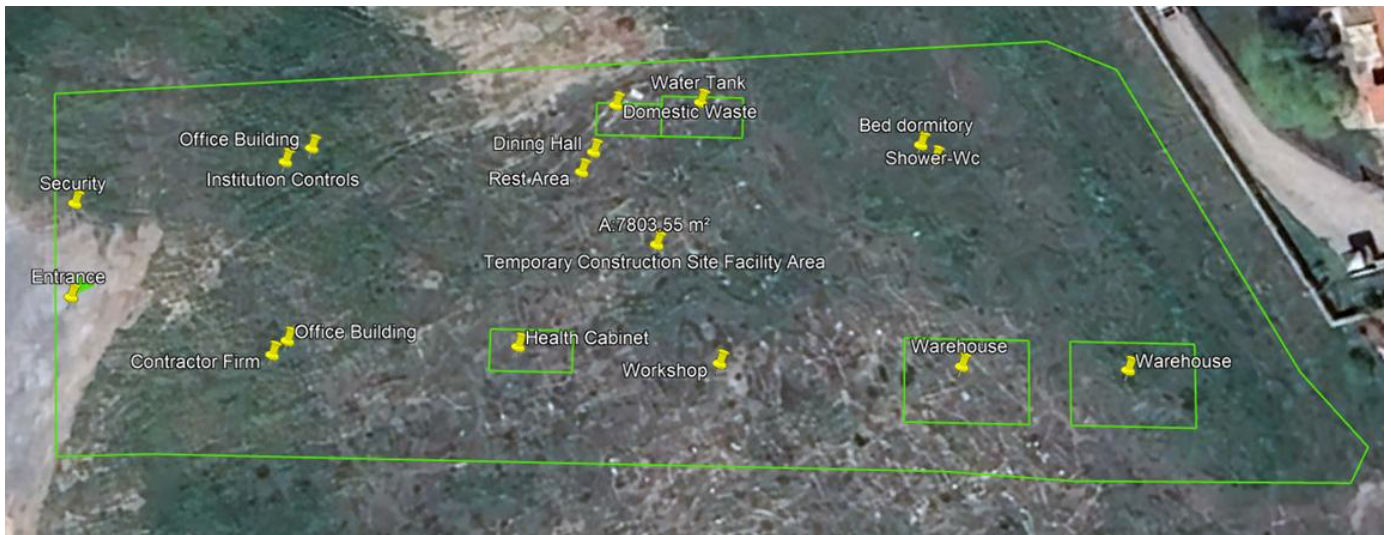 Water Tank
Domestic Waste
Office Building
Dining Hall
Bed dormitory
Shower-Wc
Institution Controls
Rest Area
Security
A:7803,55 m²
Temporary Construction Site Facility Area
Entrance
Office Building
Contractor Firm
Health Cabinet
Workshop
Warehouse
Warehouse